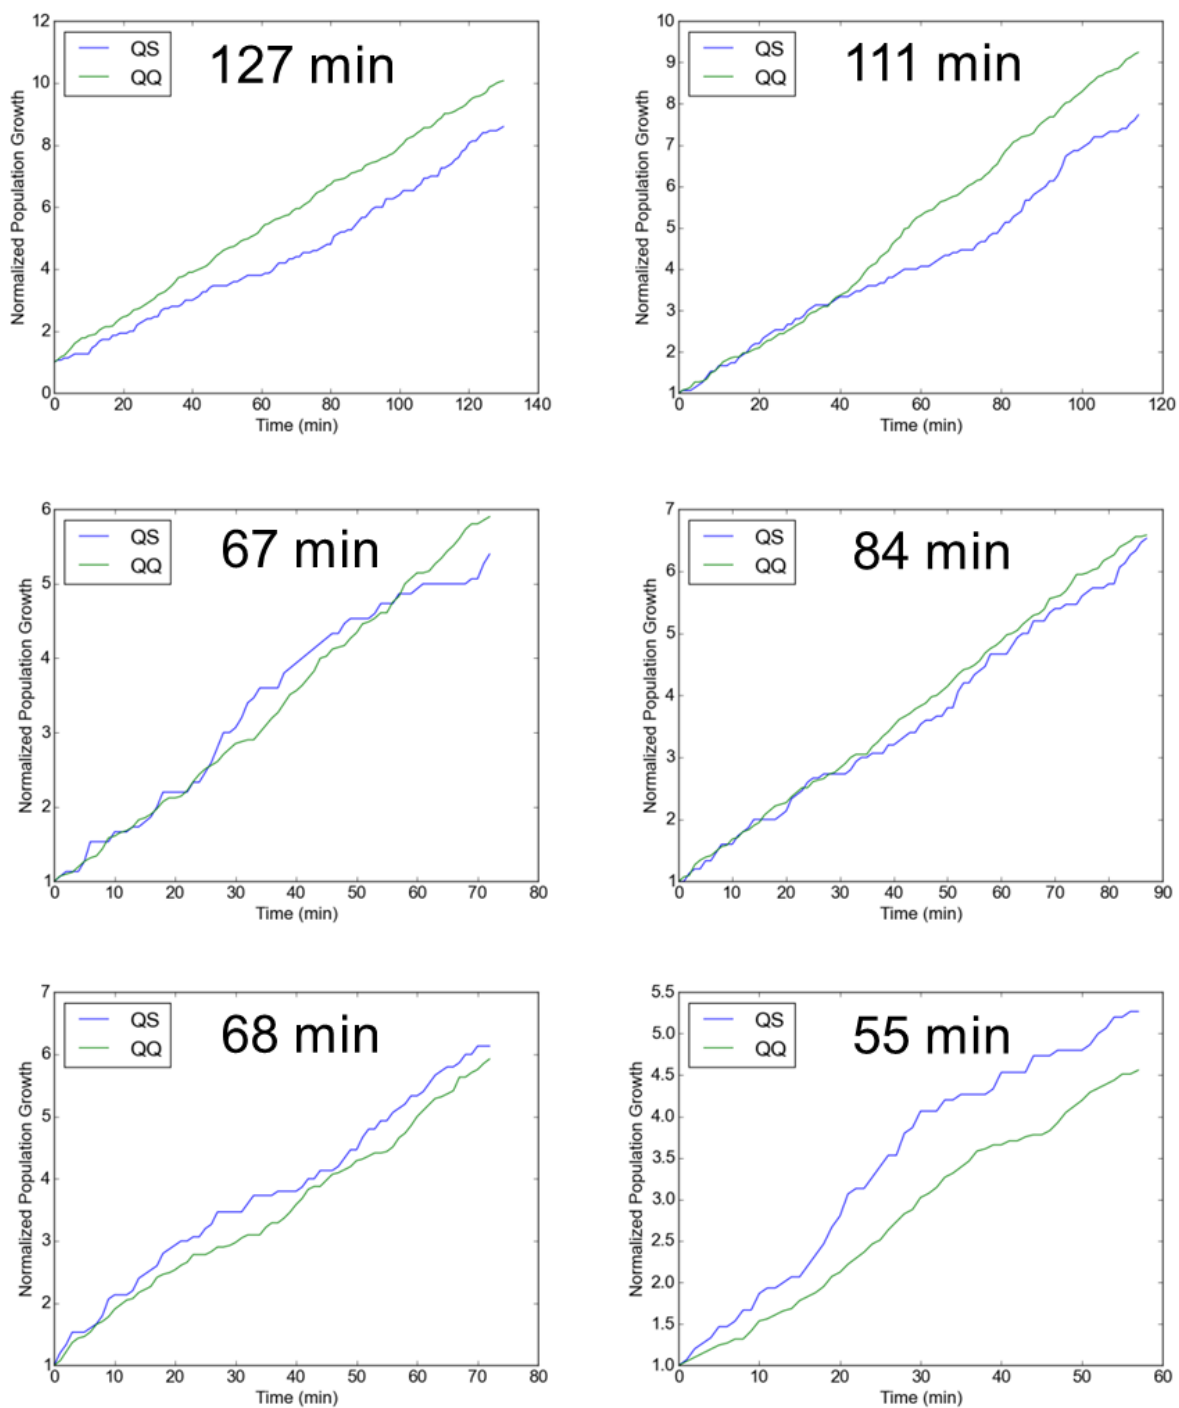 127 min
QS
QQ
Normalized Population Growth
12
10
8
6
4
2
0
0 20 40 60 80 100 120 140
Time (min)
111 min
QS
QQ
Normalized Population Growth
10
9
8
7
6
5
4
3
2
1
0 20 40 60 80 100 120
Time (min)
67 min
QS
QQ
Normalized Population Growth
6
5
4
3
2
1
0 10 20 30 40 50 60 70 80
Time (min)
84 min
QS
QQ
Normalized Population Growth
7
6
5
4
3
2
1
0 10 20 30 40 50 60 70 80 90
Time (min)
68 min
QS
QQ
Normalized Population Growth
7
6
5
4
3
2
1
0 10 20 30 40 50 60 70 80
Time (min)
55 min
QS
QQ
Normalized Population Growth
5.5
5.0
4.5
4.0
3.5
3.0
2.5
2.0
1.5
1.0
0 10 20 30 40 50 60
Time (min)